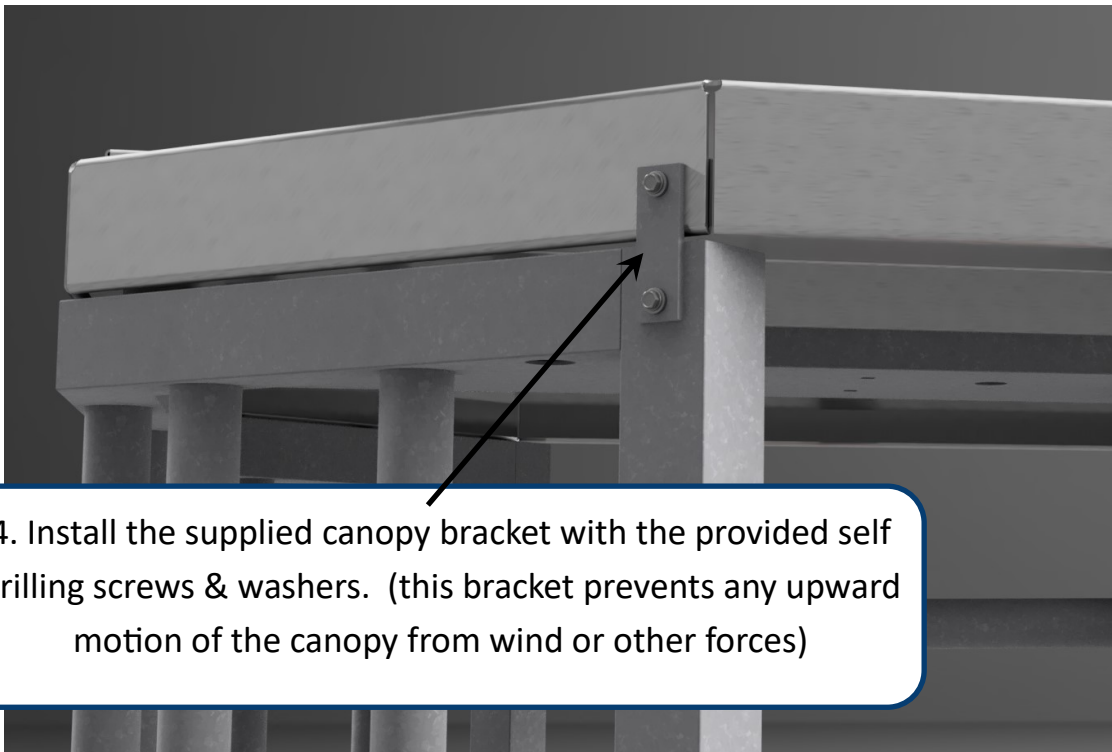 4. Install the supplied canopy bracket with the provided self
rilling screws & washers.  (this bracket prevents any upward
motion of the canopy from wind or other forces)